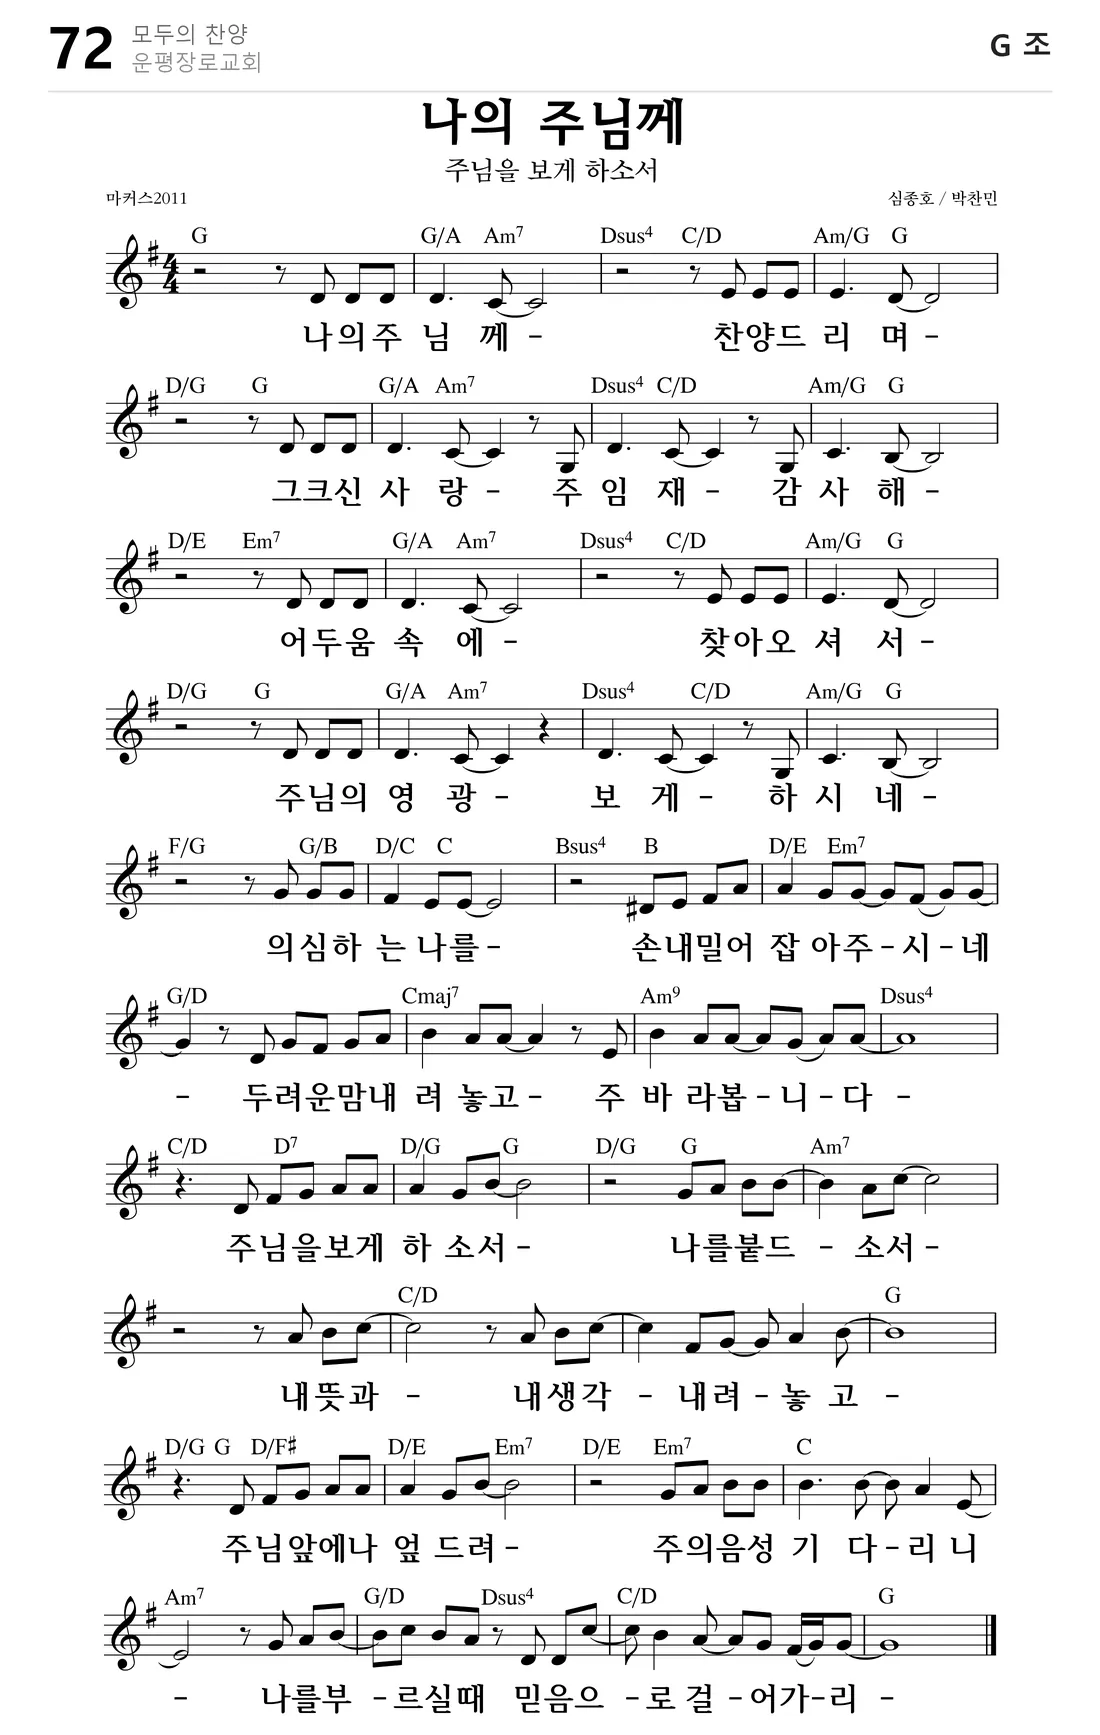 72 모두의 찬양
운평장로교회
G 조
나의 주님께
주님을 보게 하소서
마커스2011 심종호 / 박찬민
G G/A Am7 Dsus4 C/D Am/G G
4
4
나의주 님 께 - 찬양드 리 며 -
D/G G G/A Am7 Dsus4 C/D Am/G G
그크신 사 랑 - 주 임 재 - 감 사 해 -
D/E Em7 G/A Am7 Dsus4 C/D Am/G G
어두움 속 에 - 찾아오 셔 서 -
D/G G G/A Am7 Dsus4 C/D Am/G G
주님의 영 광 - 보 게 - 하 시 네 -
F/G G/B D/C C Bsus4 B D/E Em7
의심하 는 나를 - 손내밀어 잡 아주 - 시 - 네
G/D Cmaj7 Am9 Dsus4
- 두려운맘내 려 놓고 - 주 바 라봅 - 니 - 다 -
C/D D7 D/G G D/G G Am7
주님을보게 하 소서 - 나를붙드 - 소서 -
C/D G
내뜻과 - 내생각 - 내려 - 놓 고 -
D/G G D/F# D/E Em7 D/E Em7 C
주님앞에나 엎 드려 - 주의음성 기 다 - 리 니
Am7 G/D Dsus4 C/D G
- 나를부 - 르실때 믿음으 - 로 걸 - 어가 - 리 -